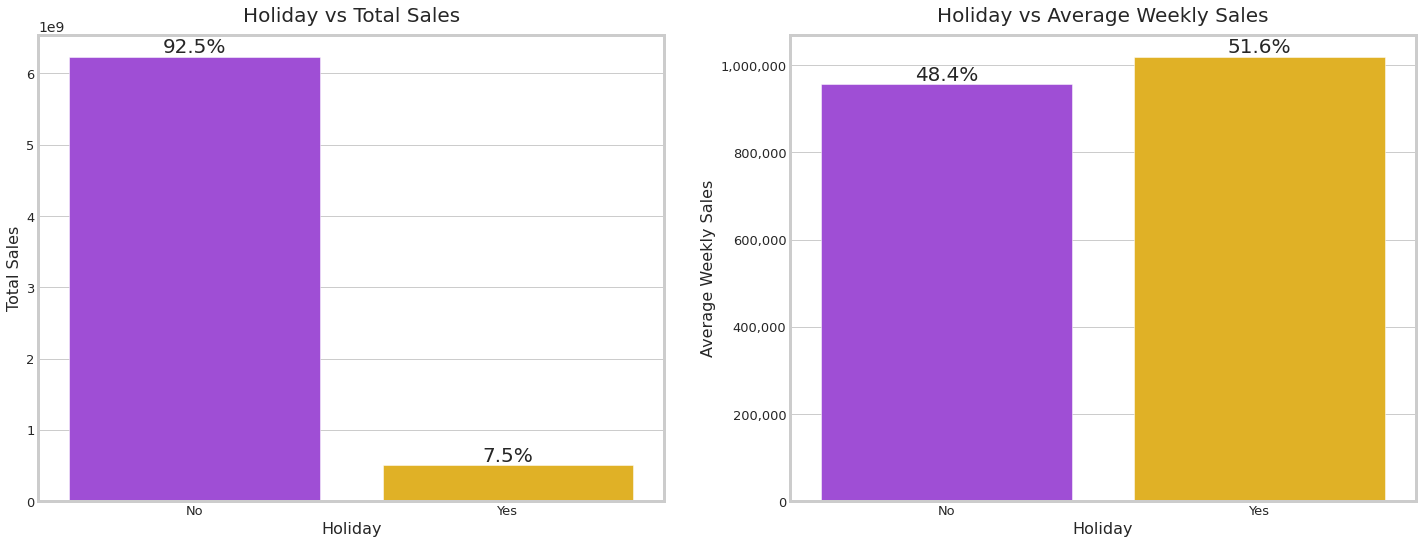 Holiday vs Total Sales
1e9
92.5%
6
5
4
3
2
1
0
7.5%
No
Yes
Total Sales
Holiday
Holiday vs Average Weekly Sales
51.6%
48.4%
1,000,000
800,000
600,000
400,000
200,000
0
No
Yes
Average Weekly Sales
Holiday